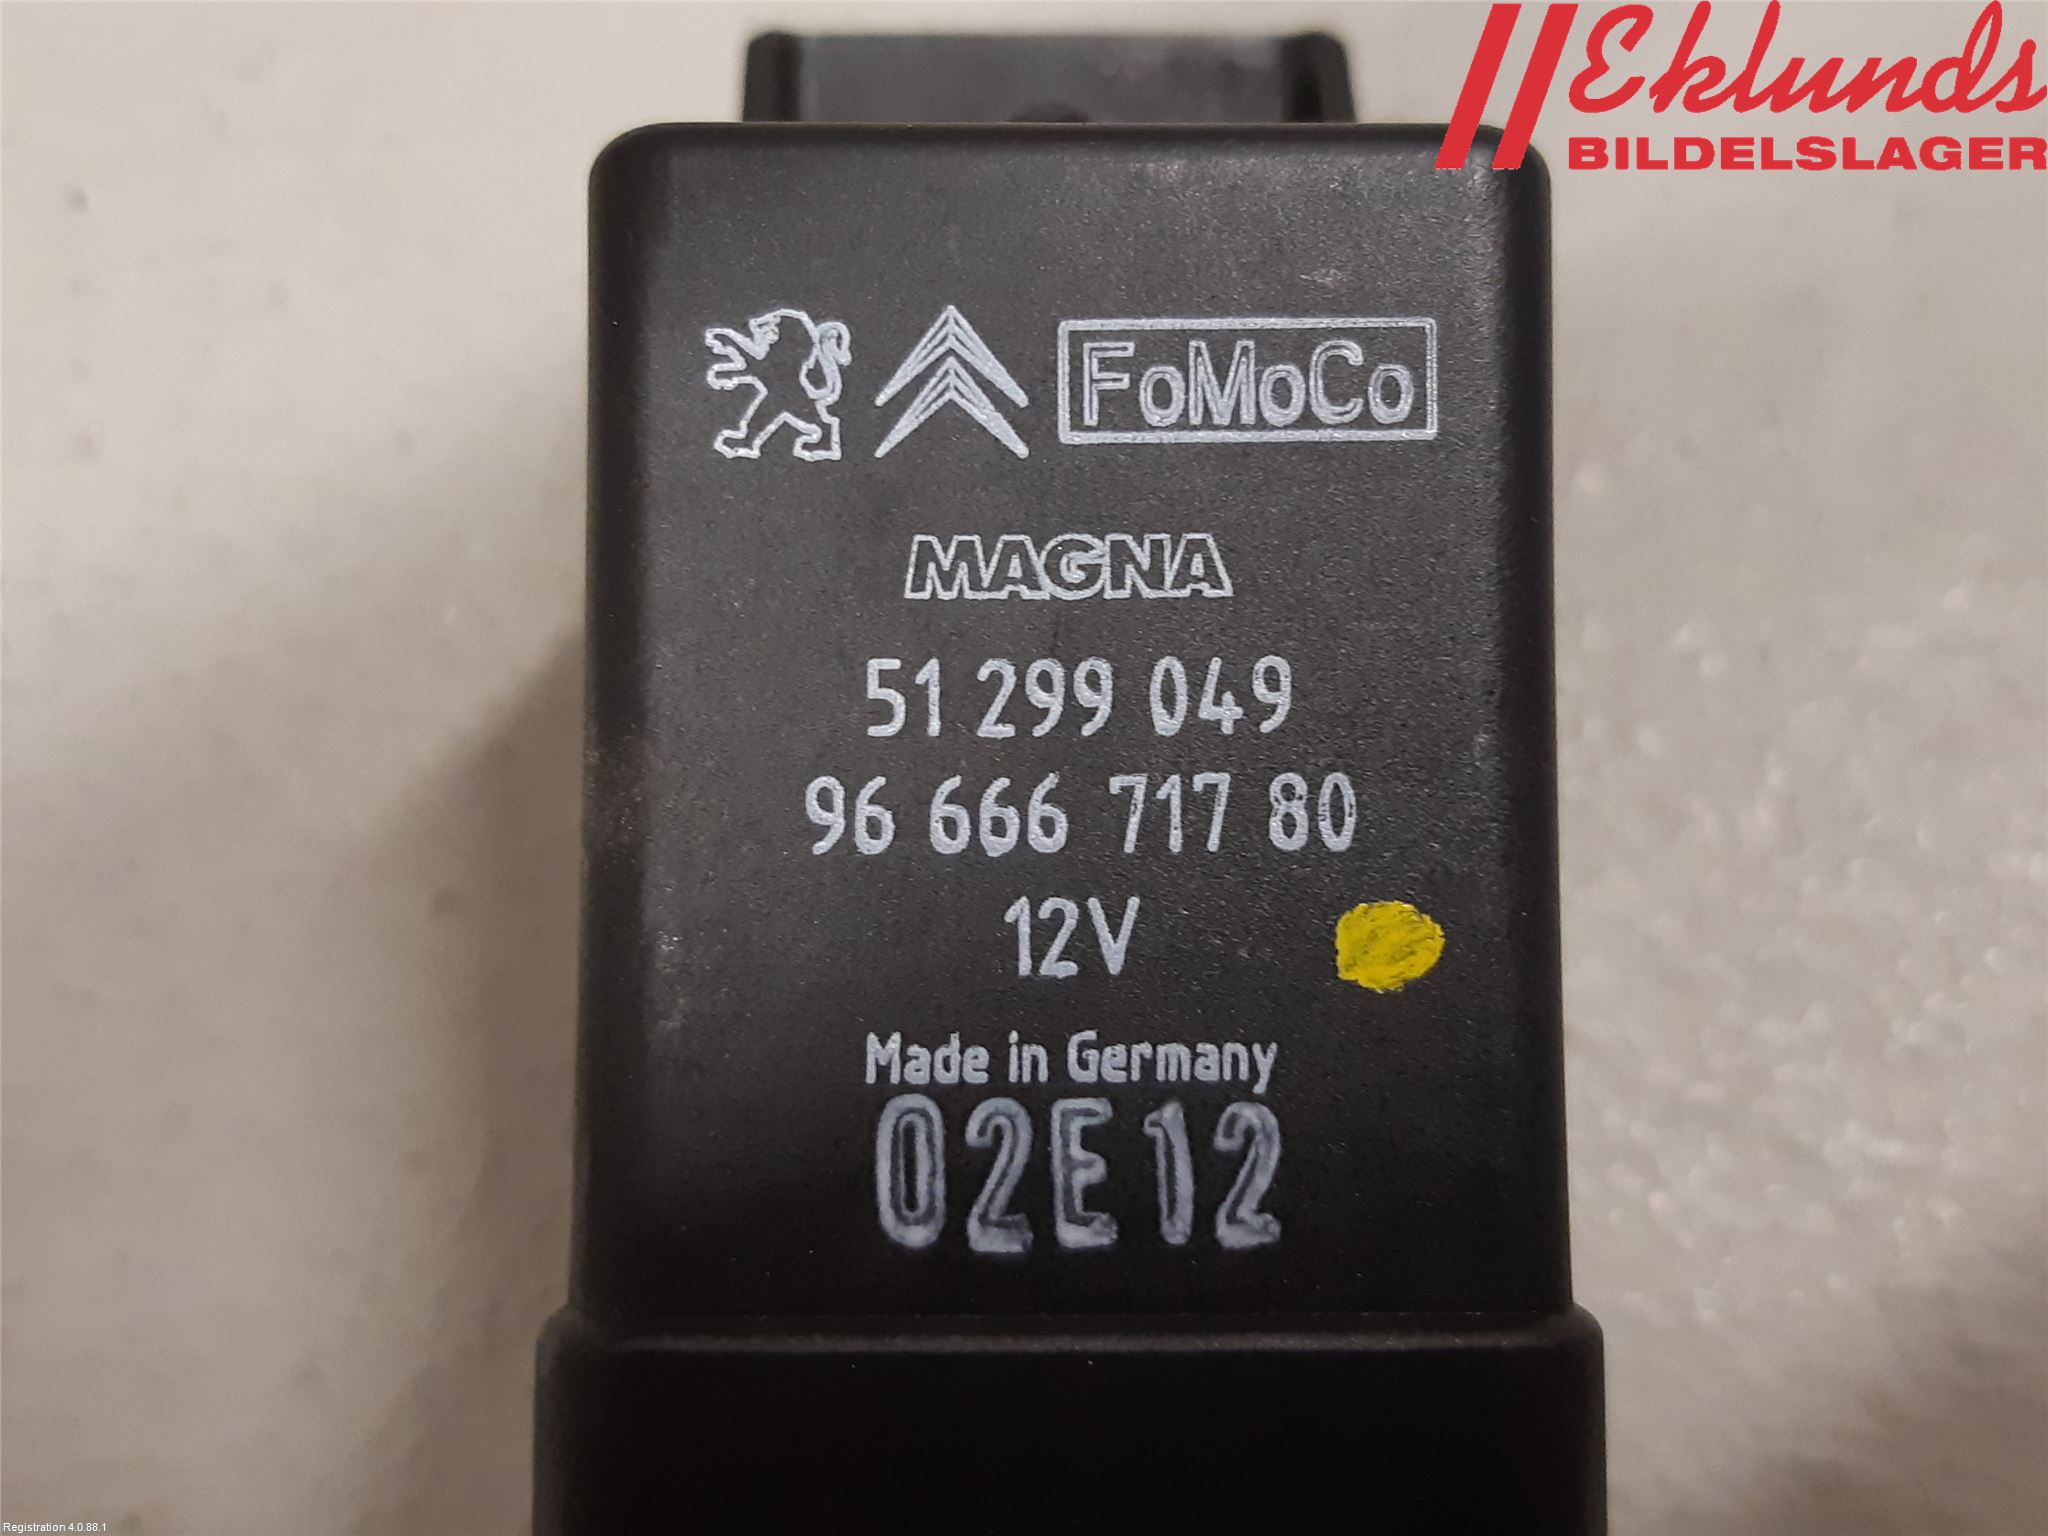 Eklunds
BILDELSLAGER
FoMoCo
MAGNA
51 299 049
96 666 717 80
12V
Made in Germany
02E12
Registration 4.0.88.1